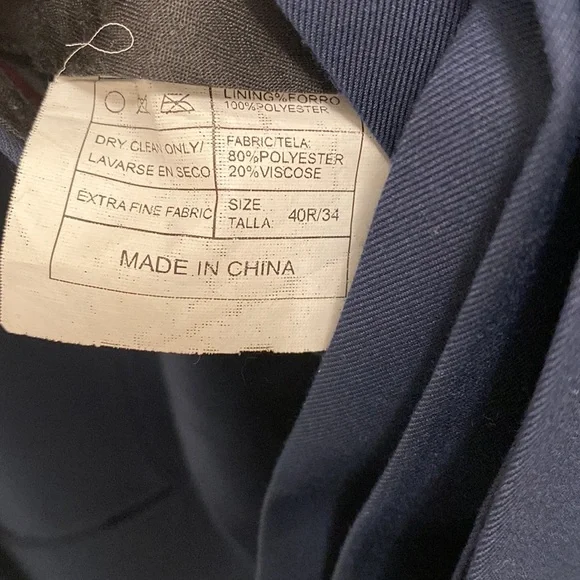 LINING%FORRO
100%POLYESTER
DRY CLEAN ONLY/
LAVARSE EN SECO
FABRIC/TELA:
80%POLYESTER
20%VISCOSE
EXTRA FINE FABRIC
SIZE
TALLA: 40R/34
MADE IN CHINA